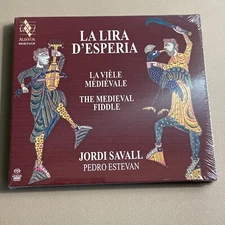 LA LIRA
D'ESPERIA
LA VIÈLE
MÉDIÉVALE
THE MEDIEVAL
FIDDLE
JORDI SAVALL
PEDRO ESTEVAN